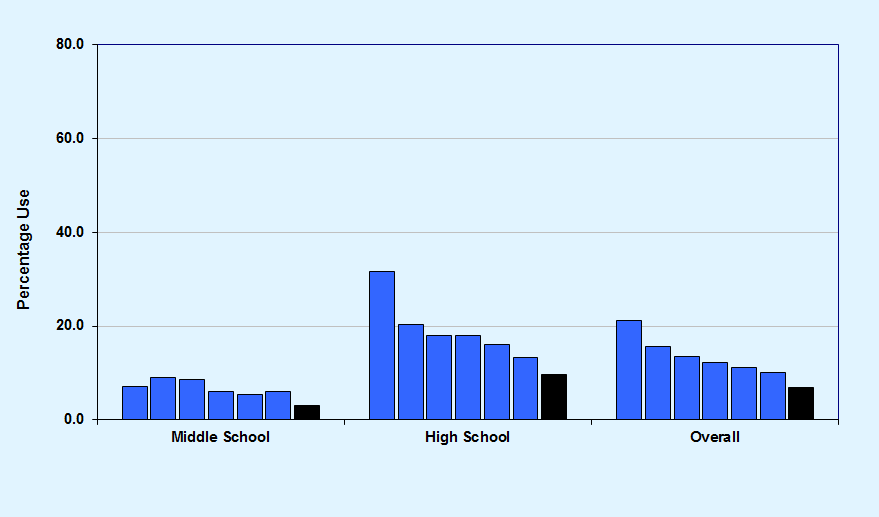 80.0
60.0
40.0
20.0
0.0
Percentage Use
Middle School
High School
Overall